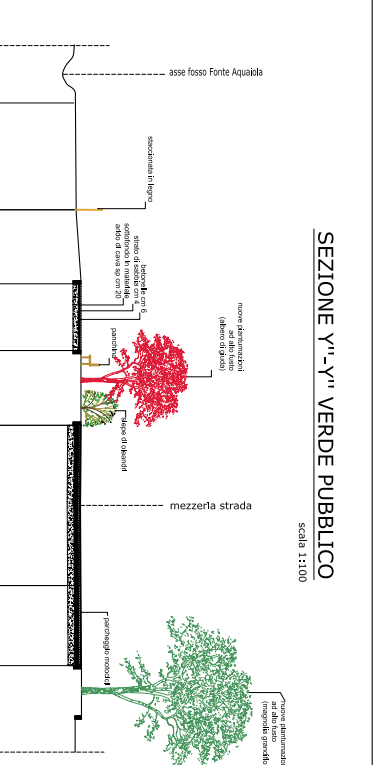 SEZIONE Y"-Y" VERDE PUBBLICO
scala 1:100
asse fosso Fonte Aquaiola
staccionata in legno
betonelle cm 6
strato di sabbia cm 4
sottofondo in materiale
arido di cava sp cm 20
panchina
nuove piantumazioni
ad alto fusto
(albero di giuda)
siepe di oleandri
mezzeria strada
parcheggio motocicli
nuove piantumazioni
ad alto fusto
(magnolia grandiflo